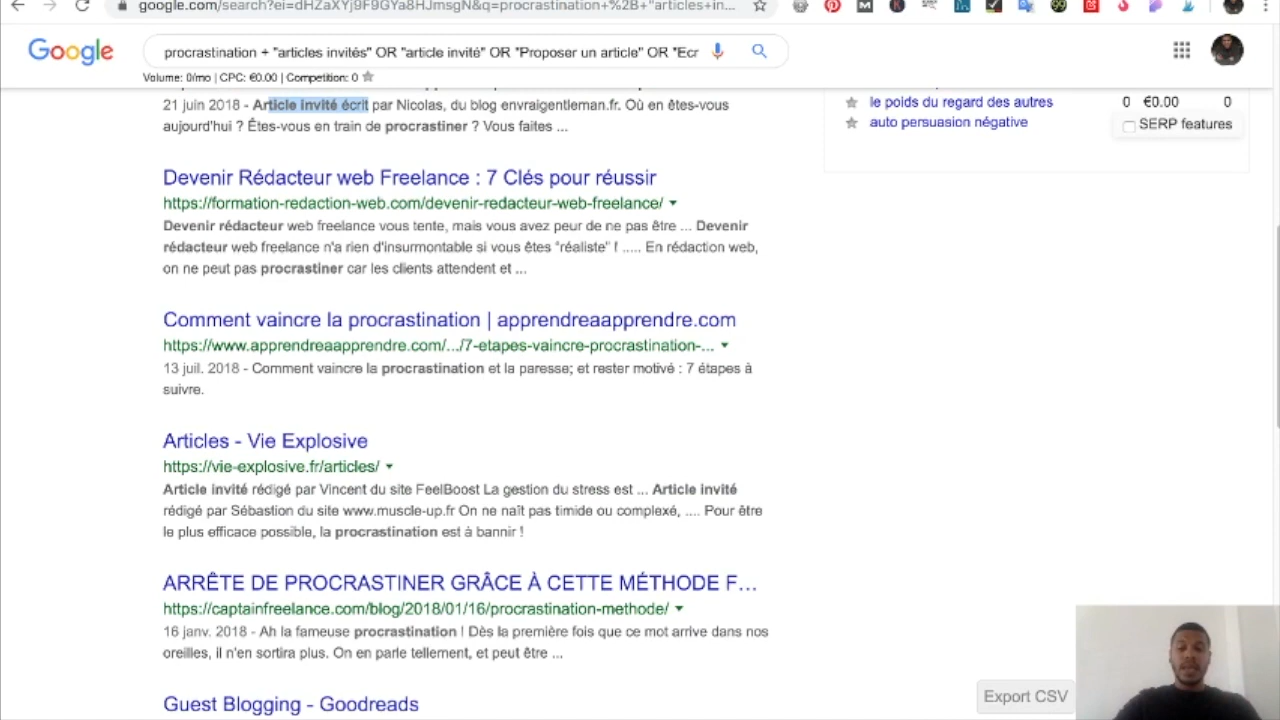 google.com/search?ei=dHZaXYj9F9GYa8HJmsgN&q=procrastination+%2B+"articles+in...
Google
procrastination + "articles invités" OR "article invité" OR "Proposer un article" OR "Ecr
Volume: 0/mo | CPC: €0.00 | Competition: 0
21 juin 2018 - Article invité écrit par Nicolas, du blog envraigentleman.fr. Où en êtes-vous
aujourd'hui ? Êtes-vous en train de procrastiner ? Vous faites ...
le poids du regard des autres 0 €0.00 0
auto persuasion négative
SERP features
Devenir Rédacteur web Freelance : 7 Clés pour réussir
https://formation-redaction-web.com/devenir-redacteur-web-freelance/
Devenir rédacteur web freelance vous tente, mais vous avez peur de ne pas être ... Devenir
rédacteur web freelance n'a rien d'insurmontable si vous êtes "réaliste" ! ..... En rédaction web,
on ne peut pas procrastiner car les clients attendent et ...
Comment vaincre la procrastination | apprendreaapprendre.com
https://www.apprendreaapprendre.com/.../7-etapes-vaincre-procrastination-...
13 juil. 2018 - Comment vaincre la procrastination et la paresse; et rester motivé : 7 étapes à
suivre.
Articles - Vie Explosive
https://vie-explosive.fr/articles/
Article invité rédigé par Vincent du site FeelBoost La gestion du stress est ... Article invité
rédigé par Sébastion du site www.muscle-up.fr On ne naît pas timide ou complexé, .... Pour être
le plus efficace possible, la procrastination est à bannir !
ARRÊTE DE PROCRASTINER GRÂCE À CETTE MÉTHODE F...
https://captainfreelance.com/blog/2018/01/16/procrastination-methode/
16 janv. 2018 - Ah la fameuse procrastination ! Dès la première fois que ce mot arrive dans nos
oreilles, il n'en sortira plus. On en parle tellement, et peut être ...
Guest Blogging - Goodreads
Export CSV